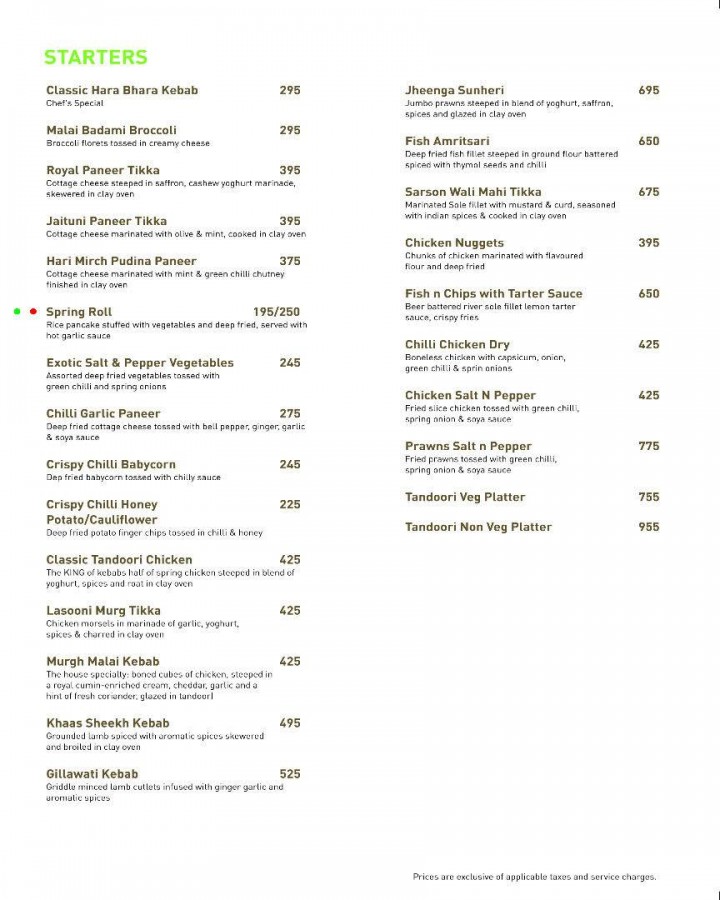 STARTERS
Classic Hara Bhara Kebab 295
Chef's Special
Malai Badami Broccoli 295
Broccoli florets tossed in creamy cheese
Royal Paneer Tikka 395
Cottage cheese steeped in saffron, cashew yoghurt marinade,
skewered in clay oven
Jaituni Paneer Tikka 395
Cottage cheese marinated with olive & mint, cooked in clay oven
Hari Mirch Pudina Paneer 375
Cottage cheese marinated with mint & green chilli chutney
finished in clay oven
Spring Roll 195/250
Rice pancake stuffed with vegetables and deep fried, served with
hot garlic sauce
Exotic Salt & Pepper Vegetables 245
Assorted deep fried vegetables tossed with
green chilli and spring onions
Chilli Garlic Paneer 275
Deep fried cottage cheese tossed with bell pepper, ginger, garlic
& soya sauce
Crispy Chilli Babycorn 245
Dep fried babycorn tossed with chilly sauce
Crispy Chilli Honey 225
Potato/Cauliflower
Deep fried potato finger chips tossed in chilli & honey
Classic Tandoori Chicken 425
The KING of kebabs half of spring chicken steeped in blend of
yoghurt, spices and roat in clay oven
Lasooni Murg Tikka 425
Chicken morsels in marinade of garlic, yoghurt,
spices & charred in clay oven
Murgh Malai Kebab 425
The house specialty: boned cubes of chicken, steeped in
a royal cumin-enriched cream, cheddar, garlic and a
hint of fresh coriander, glazed in tandoor)
Khaas Sheekh Kebab 495
Grounded lamb spiced with aromatic spices skewered
and broiled in clay oven
Gillawati Kebab 525
Griddle minced lamb cutlets infused with ginger garlic and
aromatic spices
Jheenga Sunheri 695
Jumbo prawns steeped in blend of yoghurt, saffron,
spices and glazed in clay oven
Fish Amritsari 650
Deep fried fish fillet steeped in ground flour battered
spiced with thymol seeds and chilli
Sarson Wali Mahi Tikka 675
Marinated Sole fillet with mustard & curd, seasoned
with indian spices & cooked in clay oven
Chicken Nuggets 395
Chunks of chicken marinated with flavoured
flour and deep fried
Fish n Chips with Tarter Sauce 650
Beer battered river sole fillet lemon tarter
sauce, crispy fries
Chilli Chicken Dry 425
Boneless chicken with capsicum, onion,
green chilli & sprin onions
Chicken Salt N Pepper 425
Fried slice chicken tossed with green chilli,
spring onion & soya sauce
Prawns Salt n Pepper 775
Fried prawns tossed with green chilli,
spring onion & soya sauce
Tandoori Veg Platter 755
Tandoori Non Veg Platter 955
Prices are exclusive of applicable taxes and service charges.